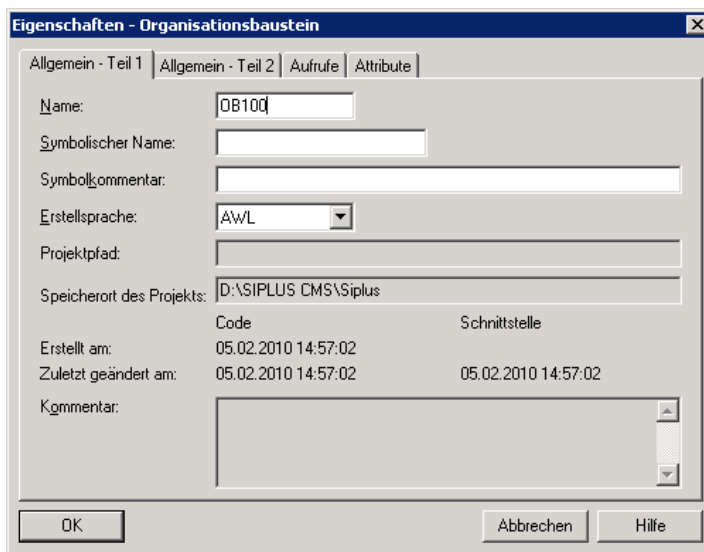 Eigenschaften - Organisationsbaustein
Allgemein - Teil 1 Allgemein - Teil 2 Aufrufe Attribute
Name: OB100
Symbolischer Name:
Symbolkommentar:
Erstellsprache: AWL
Projektpfad:
Speicherort des Projekts: D:\SIPLUS CMS\Siplus
Code Schnittstelle
Erstellt am: 05.02.2010 14:57:02
Zuletzt geändert am: 05.02.2010 14:57:02 05.02.2010 14:57:02
Kommentar:
OK Abbrechen Hilfe